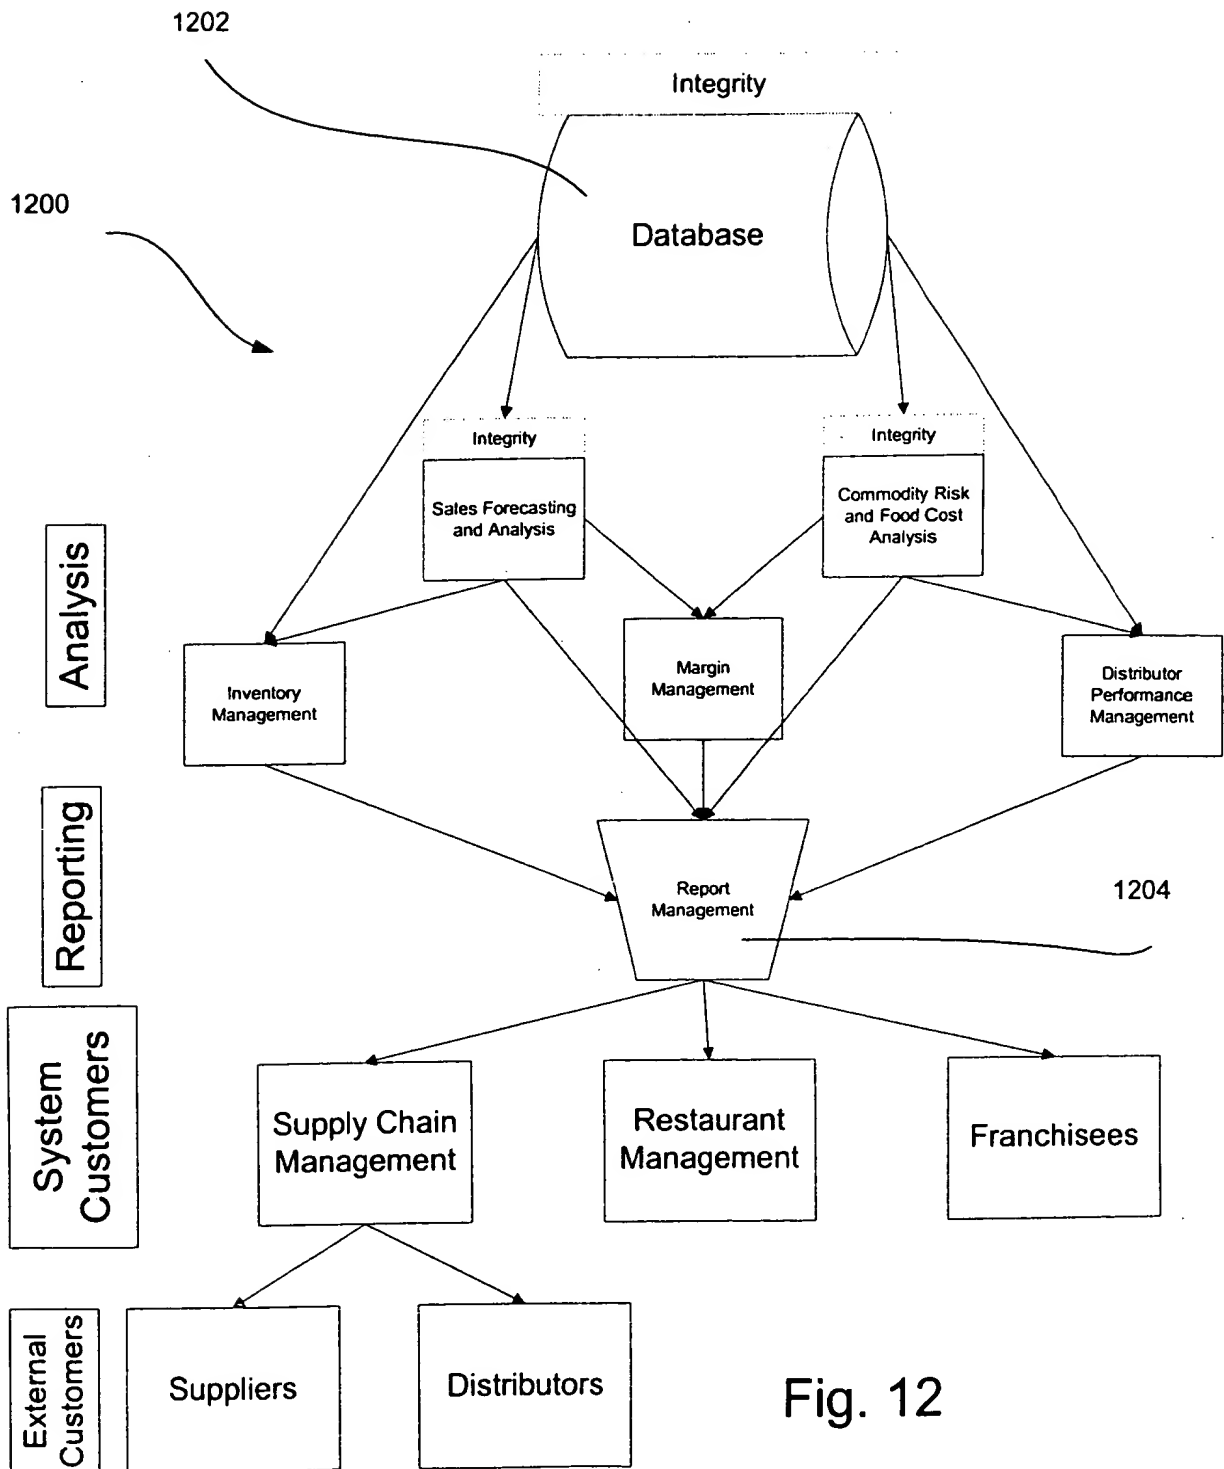 1202
Integrity
1200
Database
Integrity
Integrity
Sales Forecasting
and Analysis
Commodity Risk
and Food Cost
Analysis
Analysis
Inventory
Management
Margin
Management
Distributor
Performance
Management
Reporting
Report
Management
1204
System
Customers
Supply Chain
Management
Restaurant
Management
Franchisees
External
Customers
Suppliers
Distributors
Fig. 12